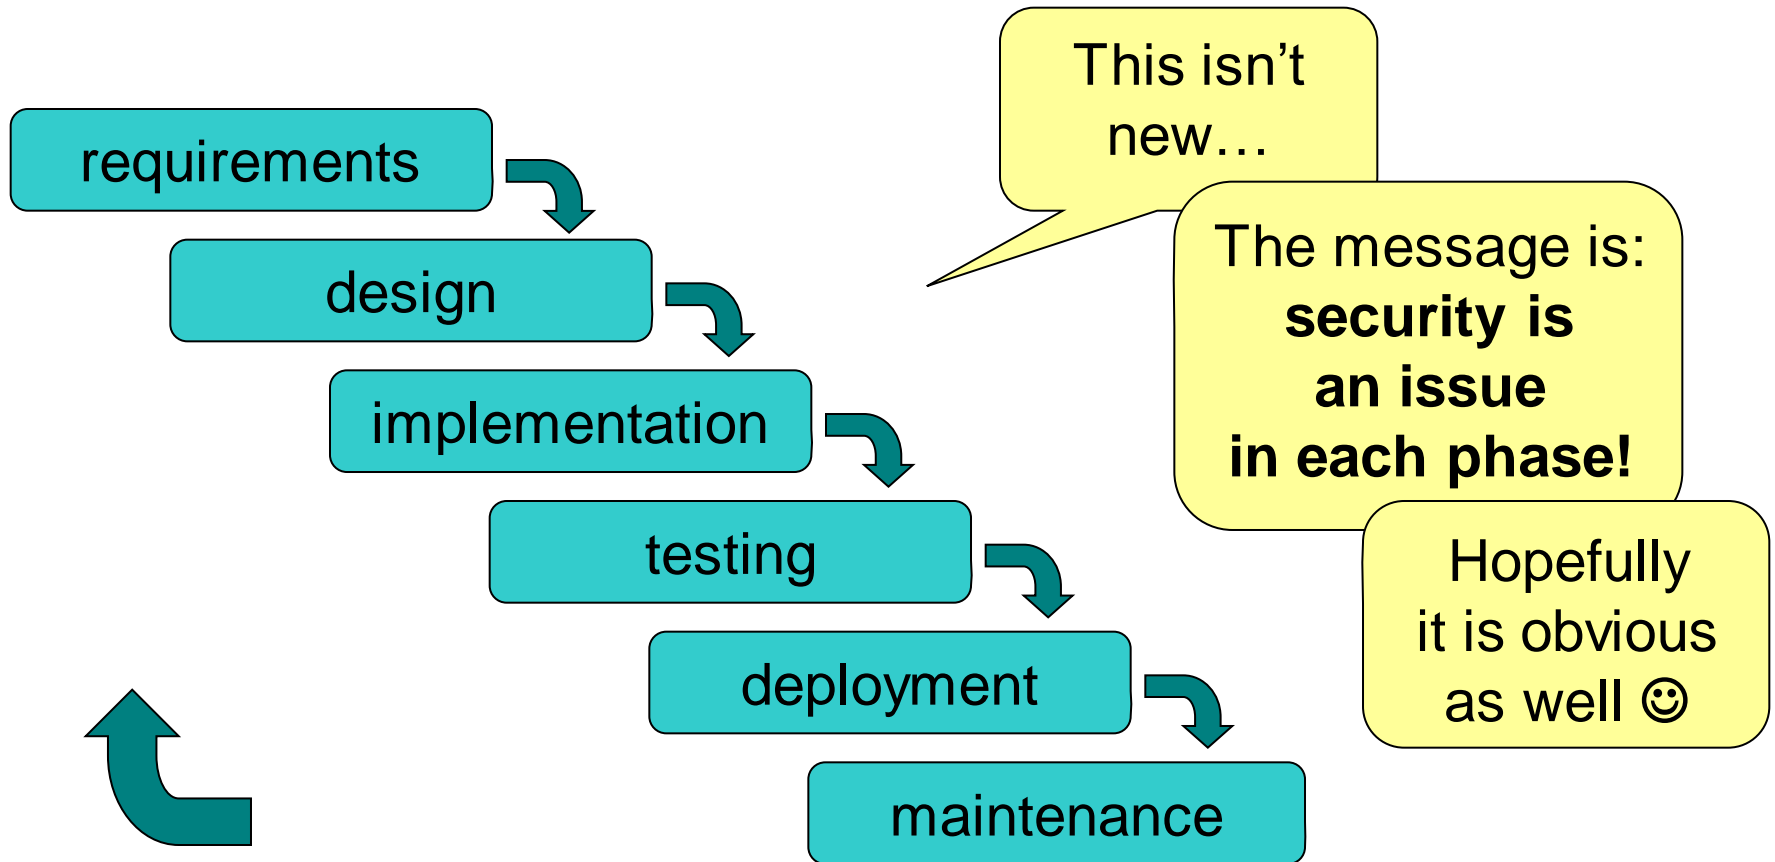 This isn’t
new…
requirements
The message is:
security is
an issue
in each phase!
design
implementation
testing
Hopefully
it is obvious
as well ☺
deployment
maintenance